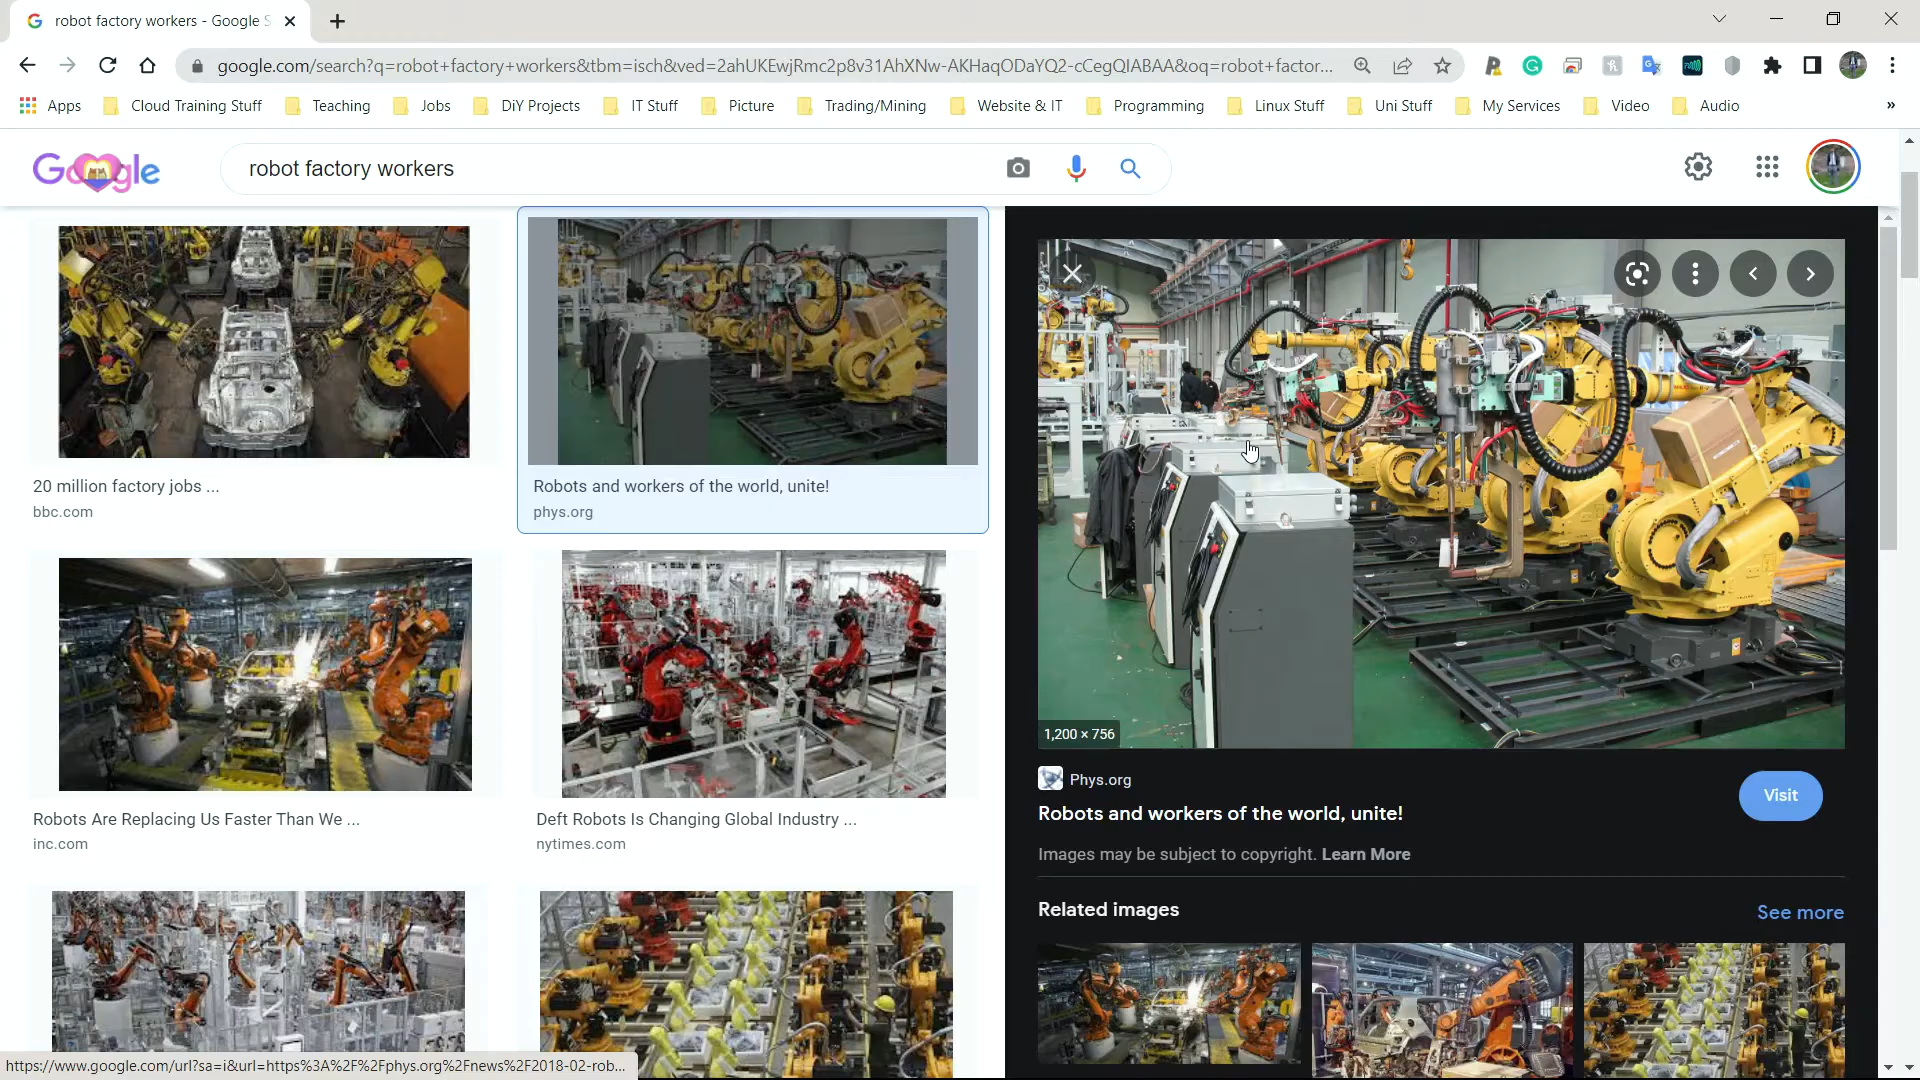 robot factory workers - Google S
google.com/search?q=robot+factory+workers&tbm=isch&ved=2ahUKEwjRmc2p8v31AhXNw-AKHaqODaYQ2-cCegQIABAA&oq=robot+factor...
Apps Cloud Training Stuff Teaching Jobs DiY Projects IT Stuff Picture Trading/Mining Website & IT Programming Linux Stuff Uni Stuff My Services Video Audio »
Google
robot factory workers
20 million factory jobs ...
bbc.com
Robots and workers of the world, unite!
phys.org
Robots Are Replacing Us Faster Than We ...
inc.com
Deft Robots Is Changing Global Industry ...
nytimes.com
1,200 × 756
Phys.org
Robots and workers of the world, unite!
Visit
Images may be subject to copyright. Learn More
Related images
See more
https://www.google.com/url?sa=i&url=https%3A%2F%2Fphys.org%2Fnews%2F2018-02-rob...